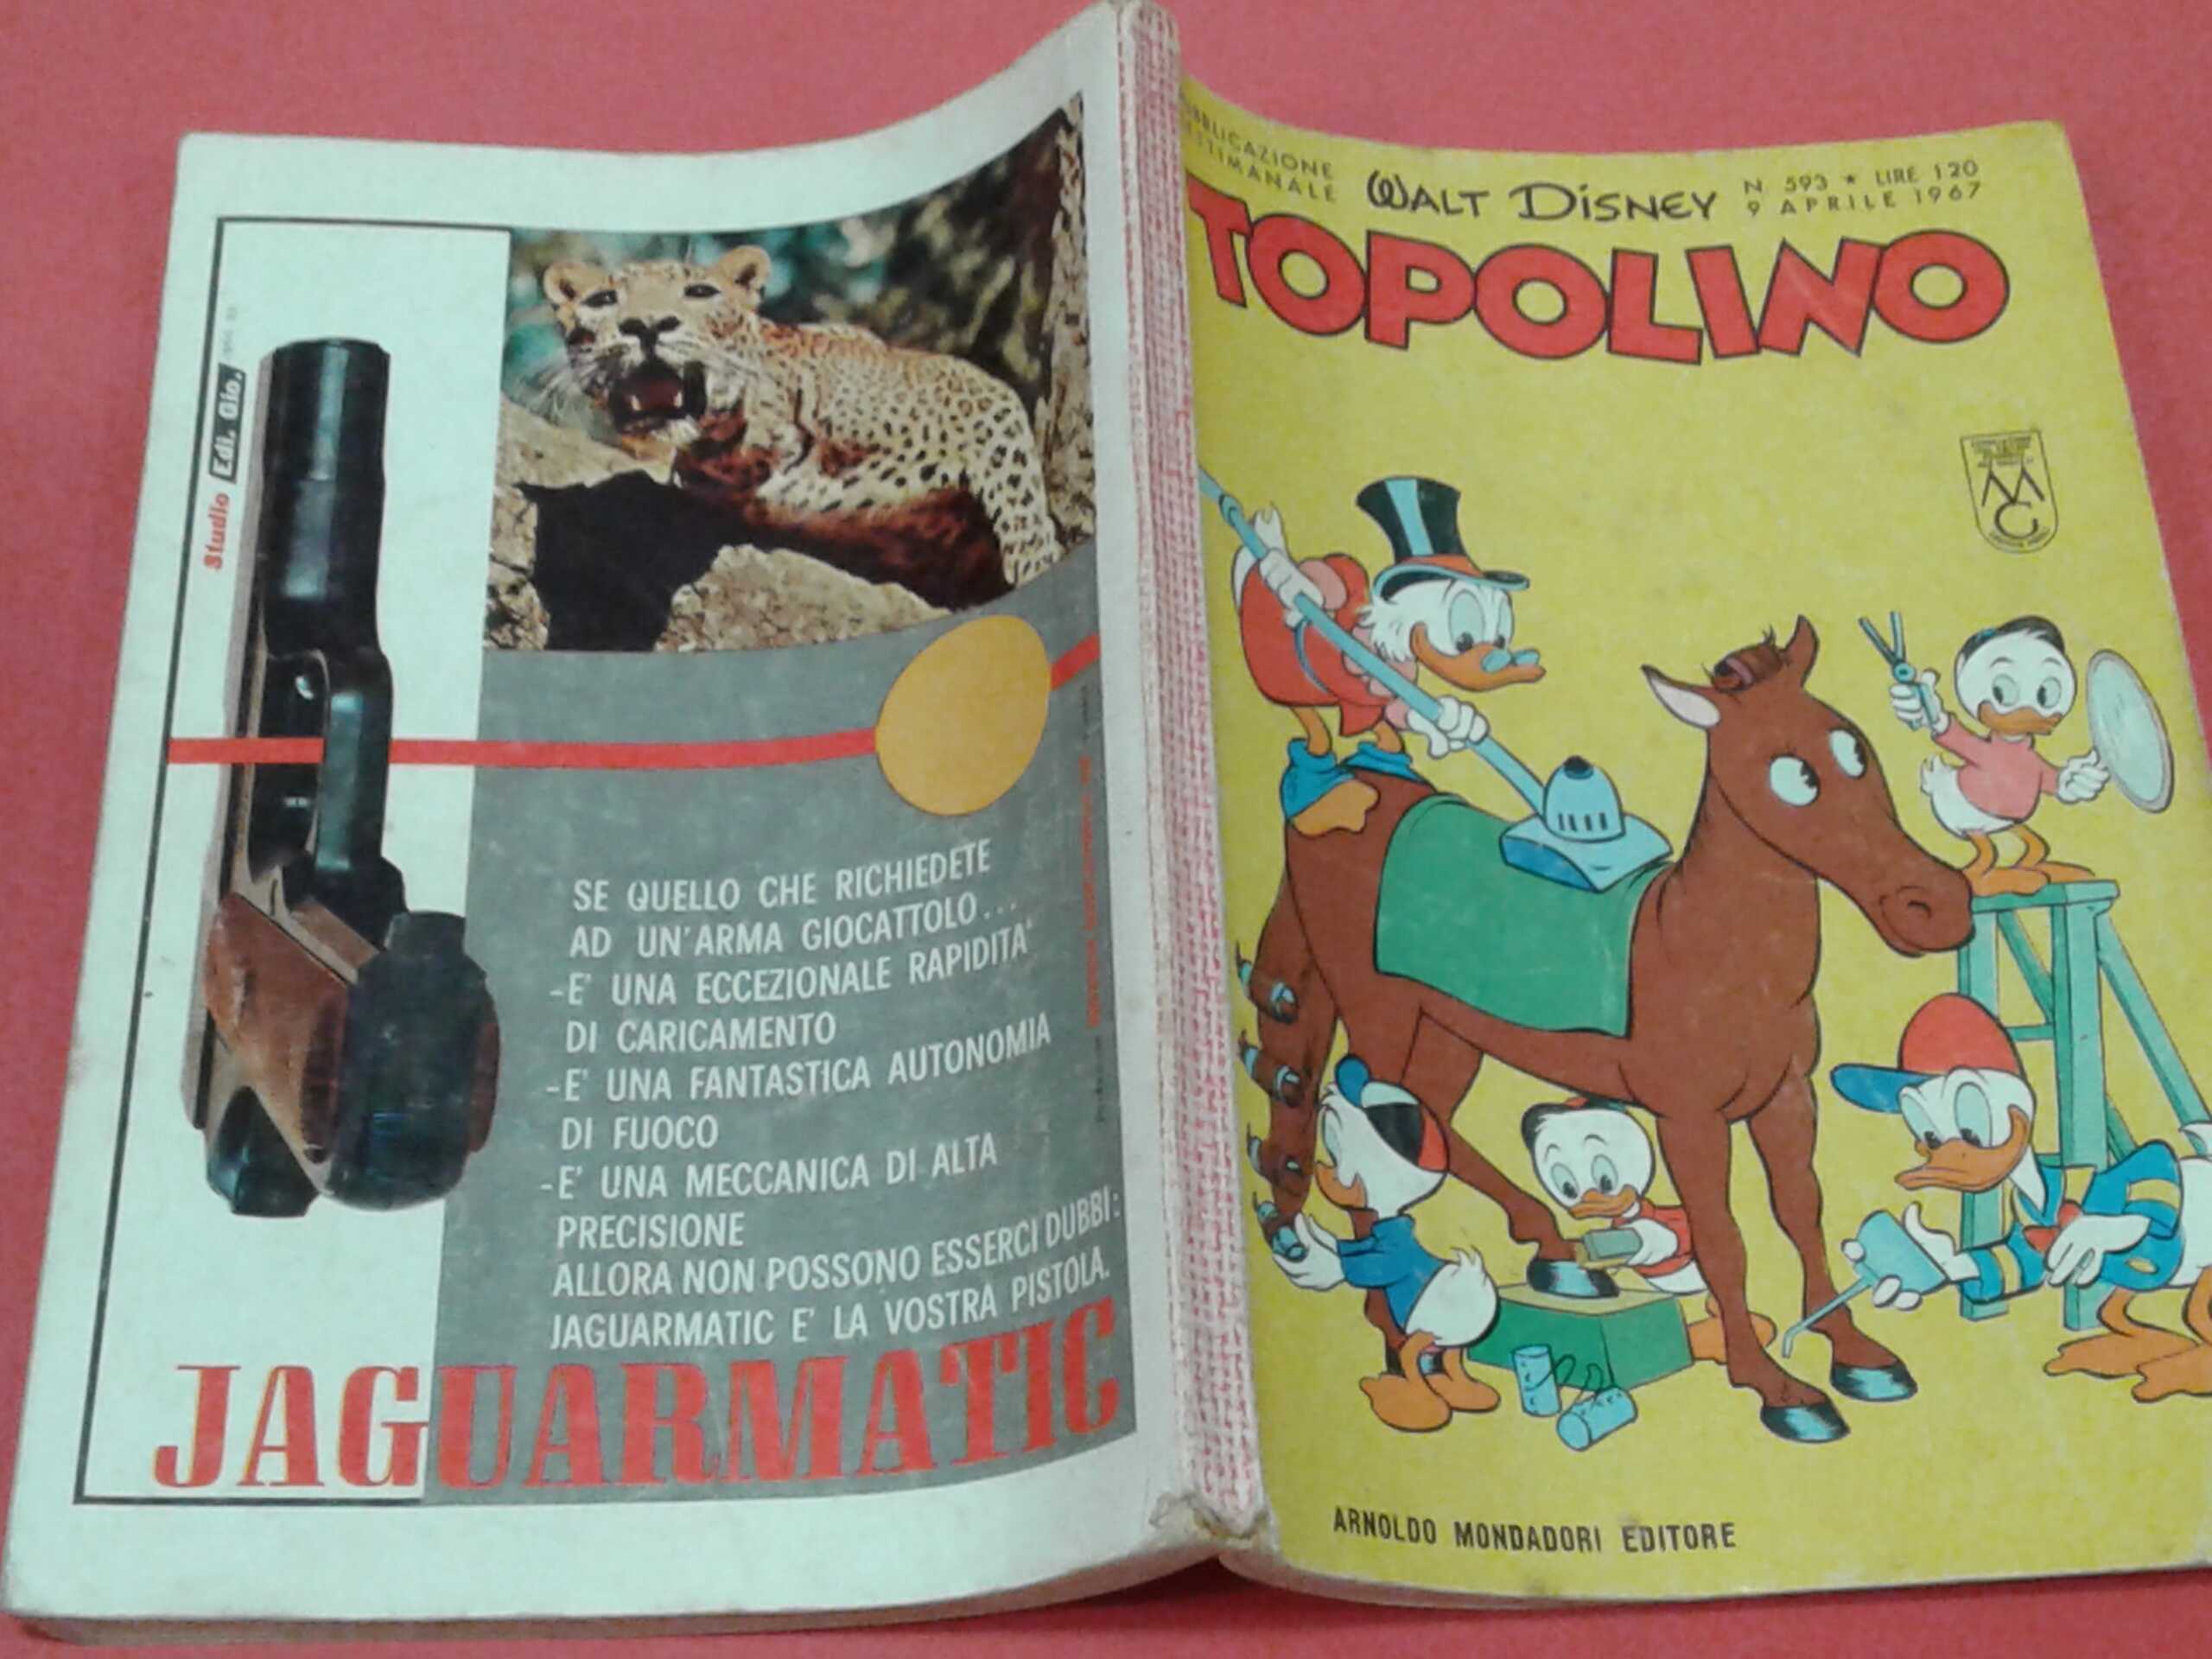 Studio Edi. Gio.
SE QUELLO CHE RICHIEDETE
AD UN'ARMA GIOCATTOLO...
-E' UNA ECCEZIONALE RAPIDITA'
DI CARICAMENTO
-E' UNA FANTASTICA AUTONOMIA
DI FUOCO
-E' UNA MECCANICA DI ALTA
PRECISIONE
ALLORA NON POSSONO ESSERCI DUBBI:
JAGUARMATIC E' LA VOSTRA PISTOLA.
JAGUARMATIC
WALT DISNEY
N 593 * LIRE 120
9 APRILE 1967
TOPOLINO
MC
ARNOLDO MONDADORI EDITORE